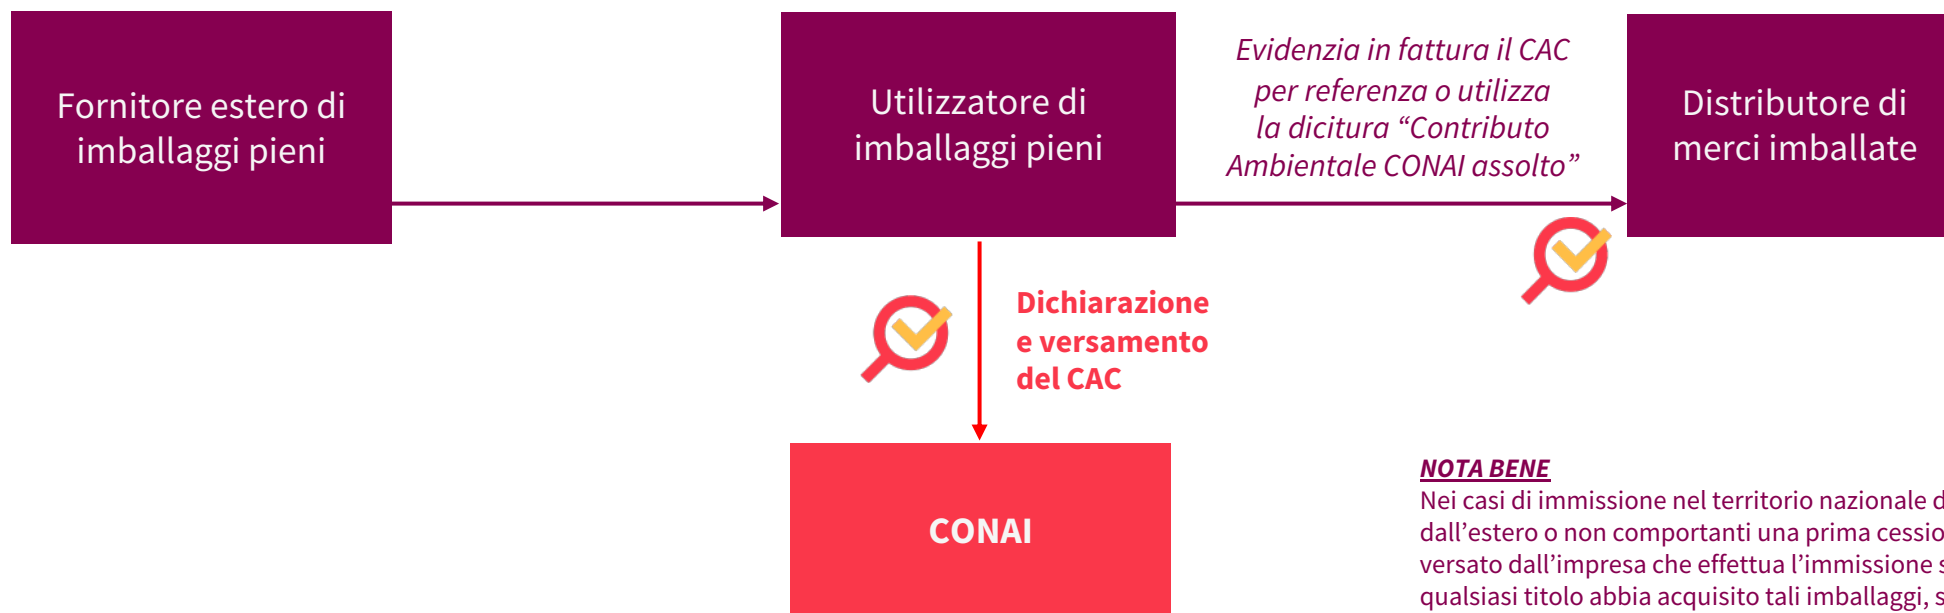 Fornitore estero di
imballaggi pieni
Utilizzatore di
imballaggi pieni
Evidenzia in fattura il CAC
per referenza o utilizza
la dicitura “Contributo
Ambientale CONAI assolto”
Distributore di
merci imballate
Dichiarazione
e versamento
del CAC
CONAI
NOTA BENE
Nei casi di immissione nel territorio nazionale
dall’estero o non comportanti una prima
versato dall’impresa che effettua l’immissione
qualsiasi titolo abbia acquisito tali imballaggi,